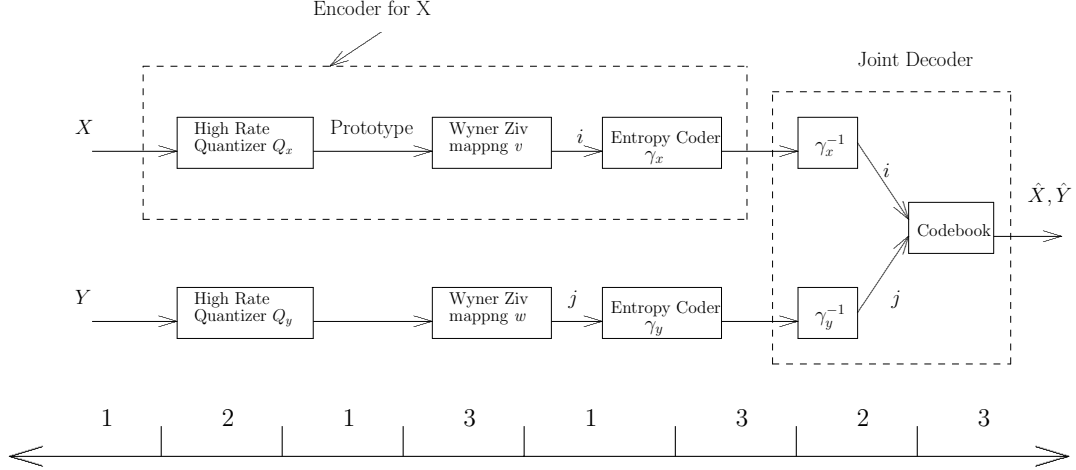 Encoder for X
Joint Decoder
X
High Rate
Quantizer Q_x
Prototype
Wyner Ziv
mappng v
i
Entropy Coder
γ_x
γ_x^{-1}
i
X̂, Ŷ
Codebook
Y
High Rate
Quantizer Q_y
Wyner Ziv
mappng w
j
Entropy Coder
γ_y
γ_y^{-1}
j
1 2 1 3 1 3 2 3